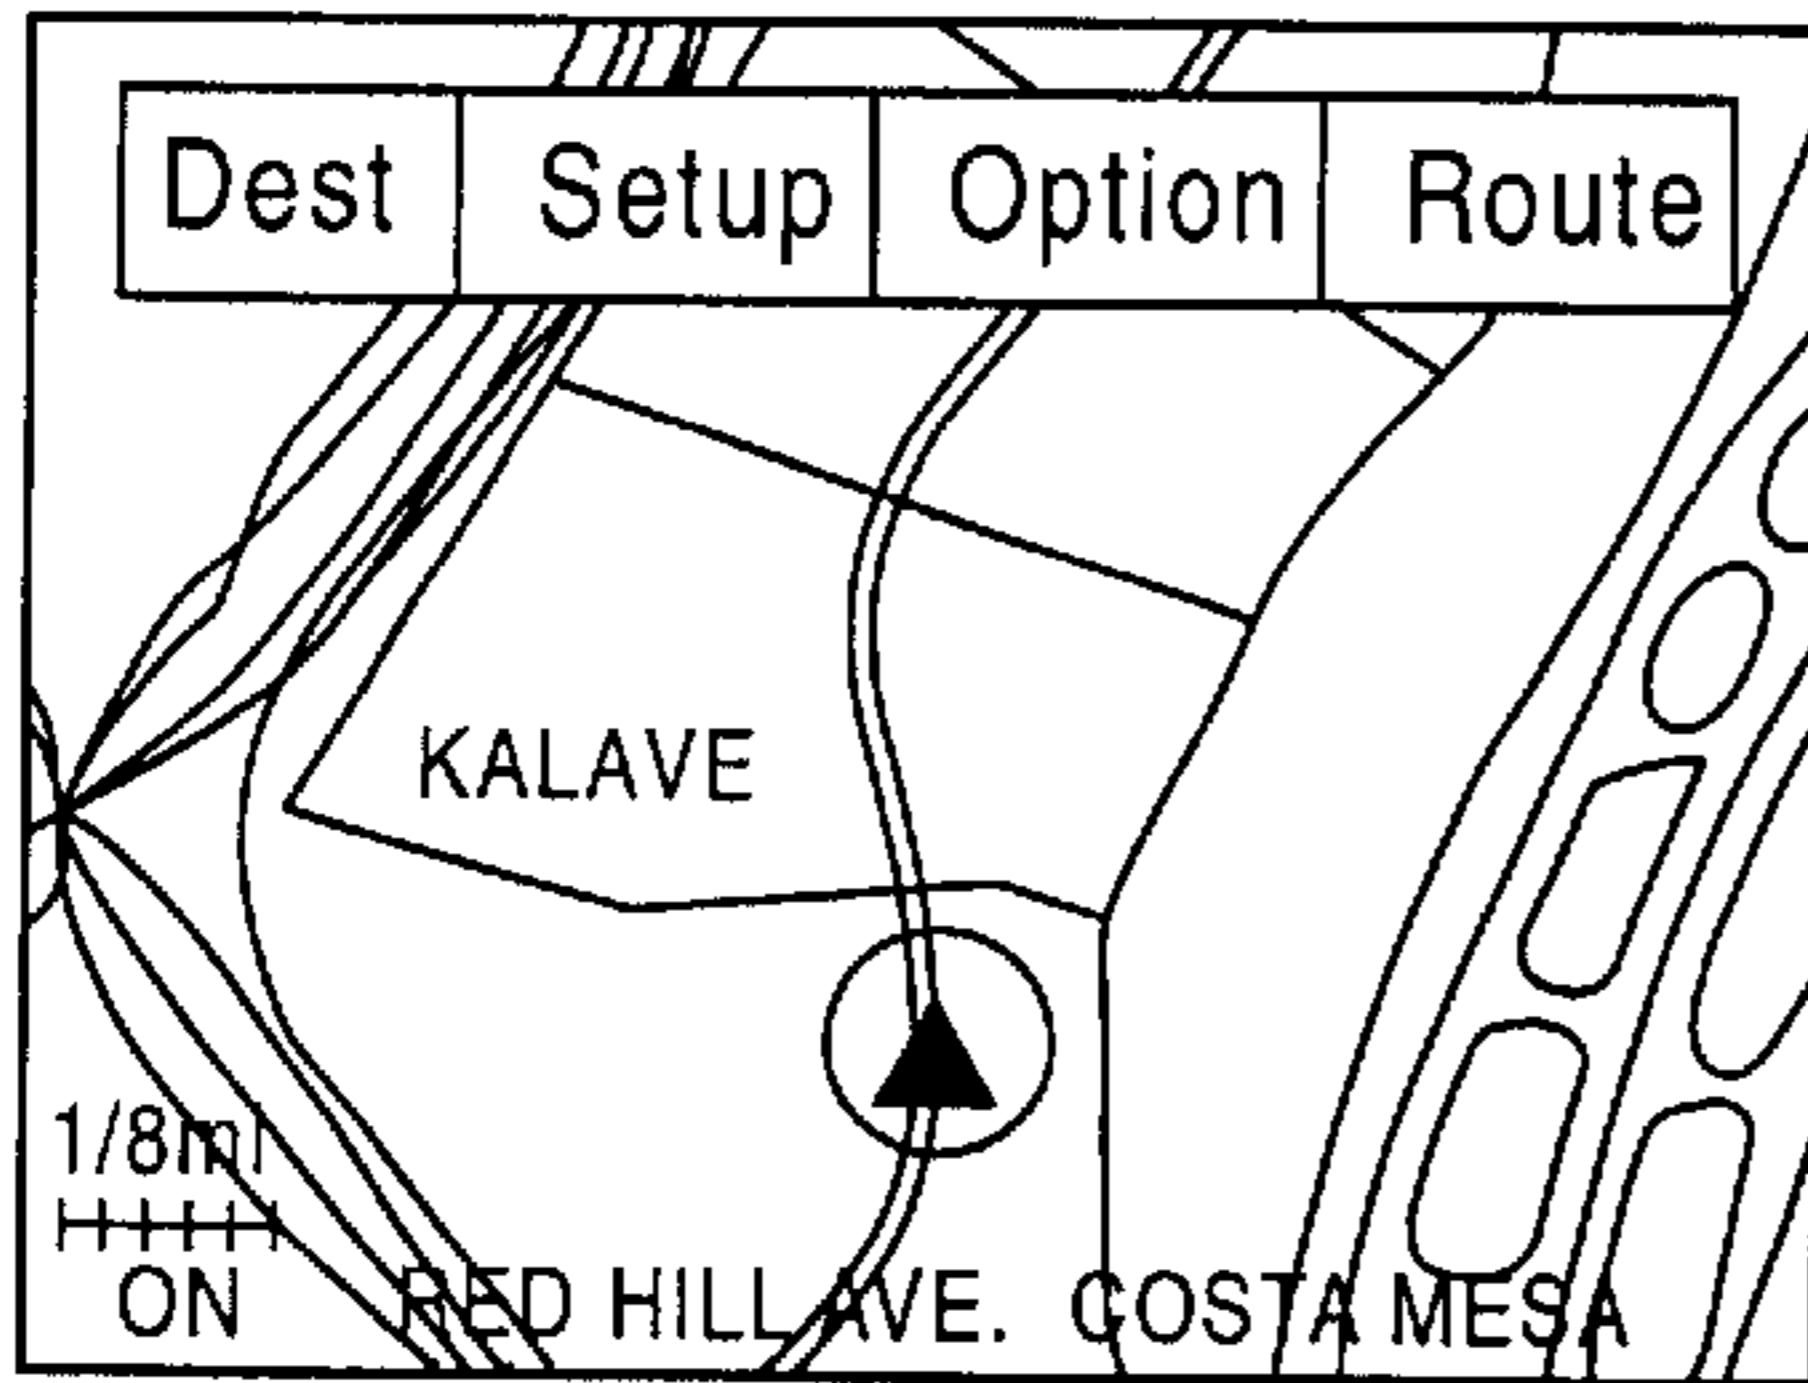 Dest Setup Option Route
KALAVE
1/8mi
ON RED HILL AVE. COSTA MESA